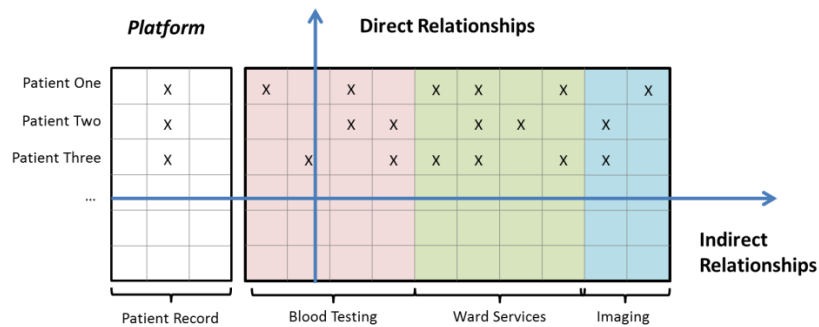 Platform
Direct Relationships
Patient One X X X X X X X
Patient Two X X X X X X
Patient Three X X X X X X X
...
Indirect
Relationships
Patient Record
Blood Testing
Ward Services
Imaging